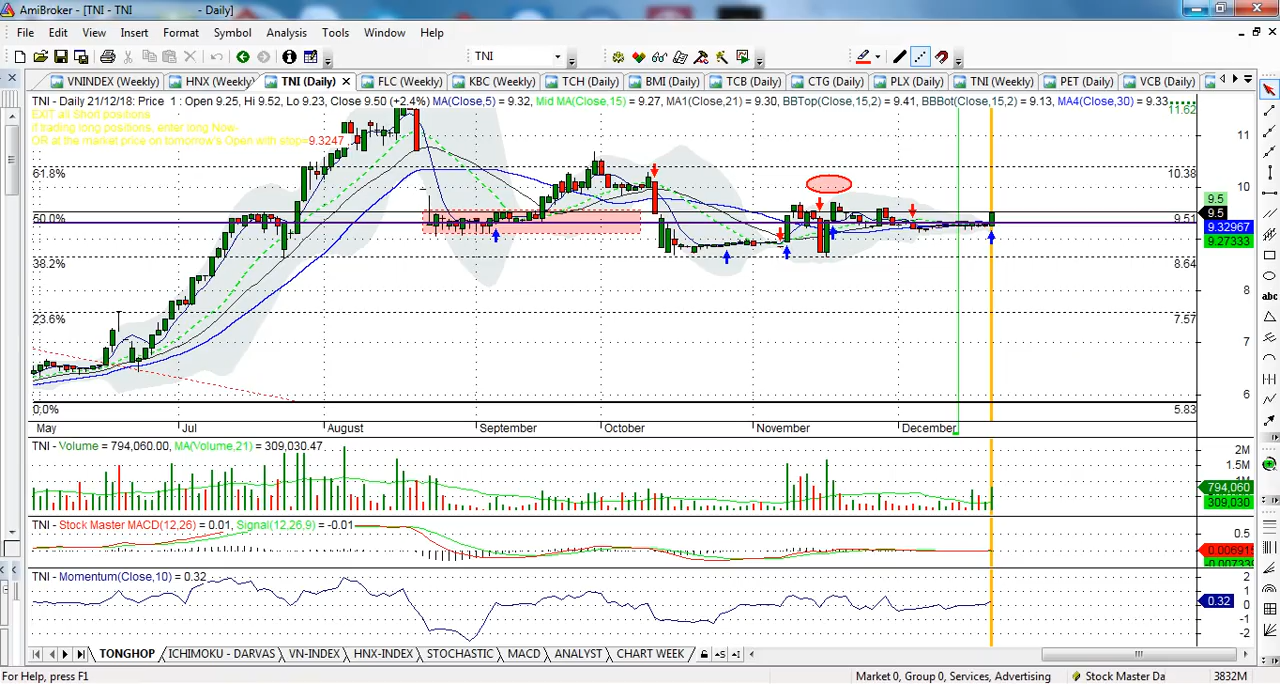 AmiBroker - [TNI - TNI - Daily]
File Edit View Insert Format Symbol Analysis Tools Window Help
TNI
VNINDEX (Weekly) HNX (Weekly) TNI (Daily) FLC (Weekly) KBC (Weekly) TCH (Daily) BMI (Daily) TCB (Daily) CTG (Daily) PLX (Daily) TNI (Weekly) PET (Daily) VCB (Daily)
TNI - Daily 21/12/18: Price 1 : Open 9.25, Hi 9.52, Lo 9.23, Close 9.50 (+2.4%) MA(Close,5) = 9.32, Mid MA(Close,15) = 9.27, MA1(Close,21) = 9.30, BBTop(Close,15,2) = 9.41, BBBot(Close,15,2) = 9.13, MA4(Close,30) = 9.33
EXIT all Short positions
if trading long positions, enter long Now-
OR at the market price on tomorrow's Open with stop=9.3247
11.62
11
61.8%
10.38
10
9.5
50.0%
9.5
9.51
9.32967
9.27333
38.2%
8.64
8
23.6%
7.57
7
6
0.0%
5.83
May Jul August September October November December
TNI - Volume = 794,060.00, MA(Volume,21) = 309,030.47
2M
1.5M
794,060
309,030
TNI - Stock Master MACD(12,26) = 0.01, Signal(12,26,9) = -0.01
0.5
0.006915
TNI - Momentum(Close,10) = 0.32
2
1
0.32
0
-1
-2
TONGHOP ICHIMOKU - DARVAS VN-INDEX HNX-INDEX STOCHASTIC MACD ANALYST CHART WEEK
For Help, press F1
Market 0, Group 0, Services, Advertising
Stock Master Da
3832M